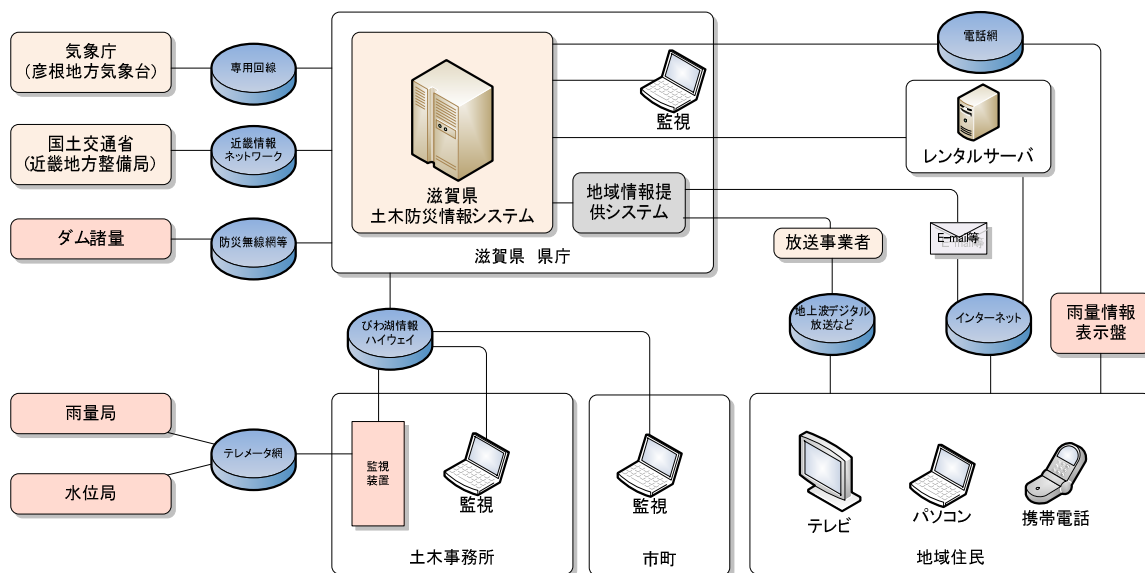 気象庁
(彦根地方気象台)
専用回線
国土交通省
(近畿地方整備局)
近畿情報
ネットワーク
ダム諸量
防災無線網等
滋賀県
土木防災情報システム
監視
地域情報提
供システム
滋賀県 県庁
電話網
レンタルサーバ
放送事業者
E-mail等
地上波デジタル
放送など
インターネット
雨量情報
表示盤
びわ湖情報
ハイウェイ
雨量局
水位局
テレメータ網
監視
装置
監視
土木事務所
監視
市町
テレビ
パソコン
携帯電話
地域住民